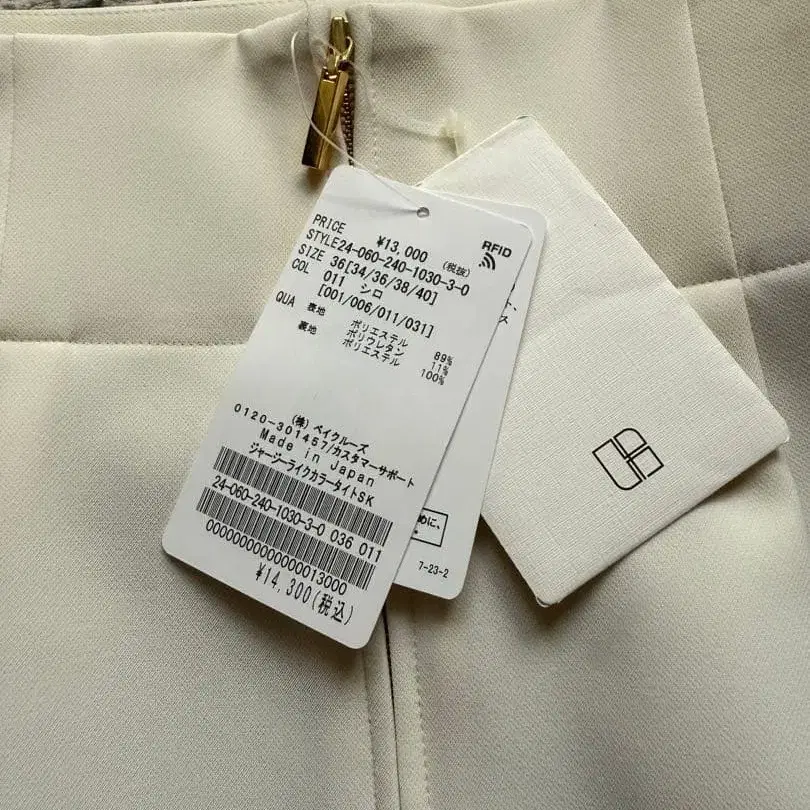 PRICE ¥13,000 (税抜)
RFID
STYLE24-060-240-1030-3-0
SIZE 36[34/36/38/40]
COL 011 シロ
[001/006/011/031]
QUA 表地 ポリエステル 89%
ポリウレタン 11%
裏地 ポリエステル 100%
(株)ベイクルーズ
0120-301457/カスタマーサポート
Made in Japan
ジャージーライクカラータイトSK
24-060-240-1030-3-0 036 011
0000000000000013000
¥14,300(税込)
めに、
7-23-2